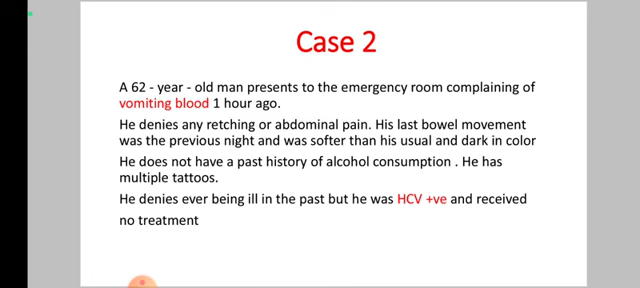 Case 2
A 62 - year - old man presents to the emergency room complaining of
vomiting blood 1 hour ago.
He denies any retching or abdominal pain. His last bowel movement
was the previous night and was softer than his usual and dark in color
He does not have a past history of alcohol consumption . He has
multiple tattoos.
He denies ever being ill in the past but he was HCV +ve and received
no treatment